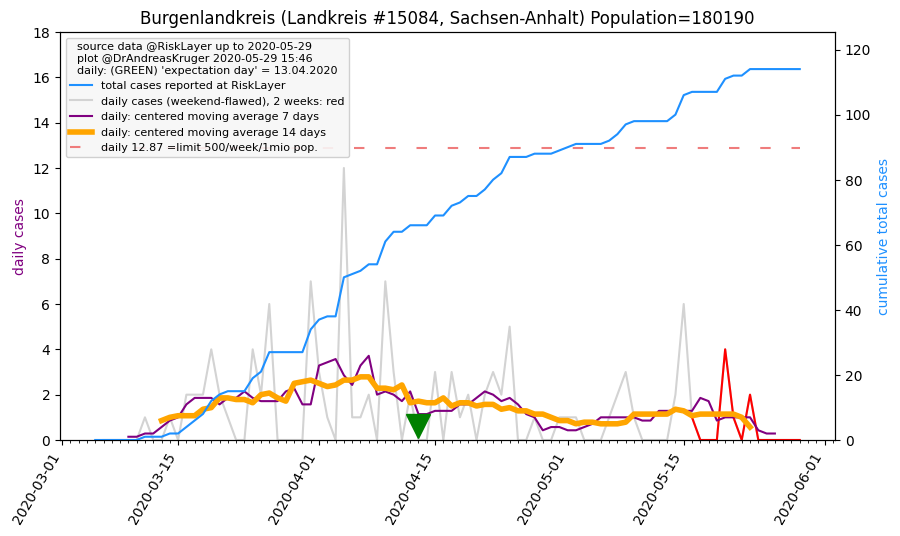 Burgenlandkreis (Landkreis #15084, Sachsen-Anhalt) Population=180190
source data @RiskLayer up to 2020-05-29
plot @DrAndreasKruger 2020-05-29 15:46
daily: (GREEN) 'expectation day' = 13.04.2020
total cases reported at RiskLayer
daily cases (weekend-flawed), 2 weeks: red
daily: centered moving average 7 days
daily: centered moving average 14 days
daily 12.87 =limit 500/week/1mio pop.
daily cases
18
16
14
12
10
8
6
4
2
0
cumulative total cases
120
100
80
60
40
20
0
2020-03-01
2020-03-15
2020-04-01
2020-04-15
2020-05-01
2020-05-15
2020-06-01